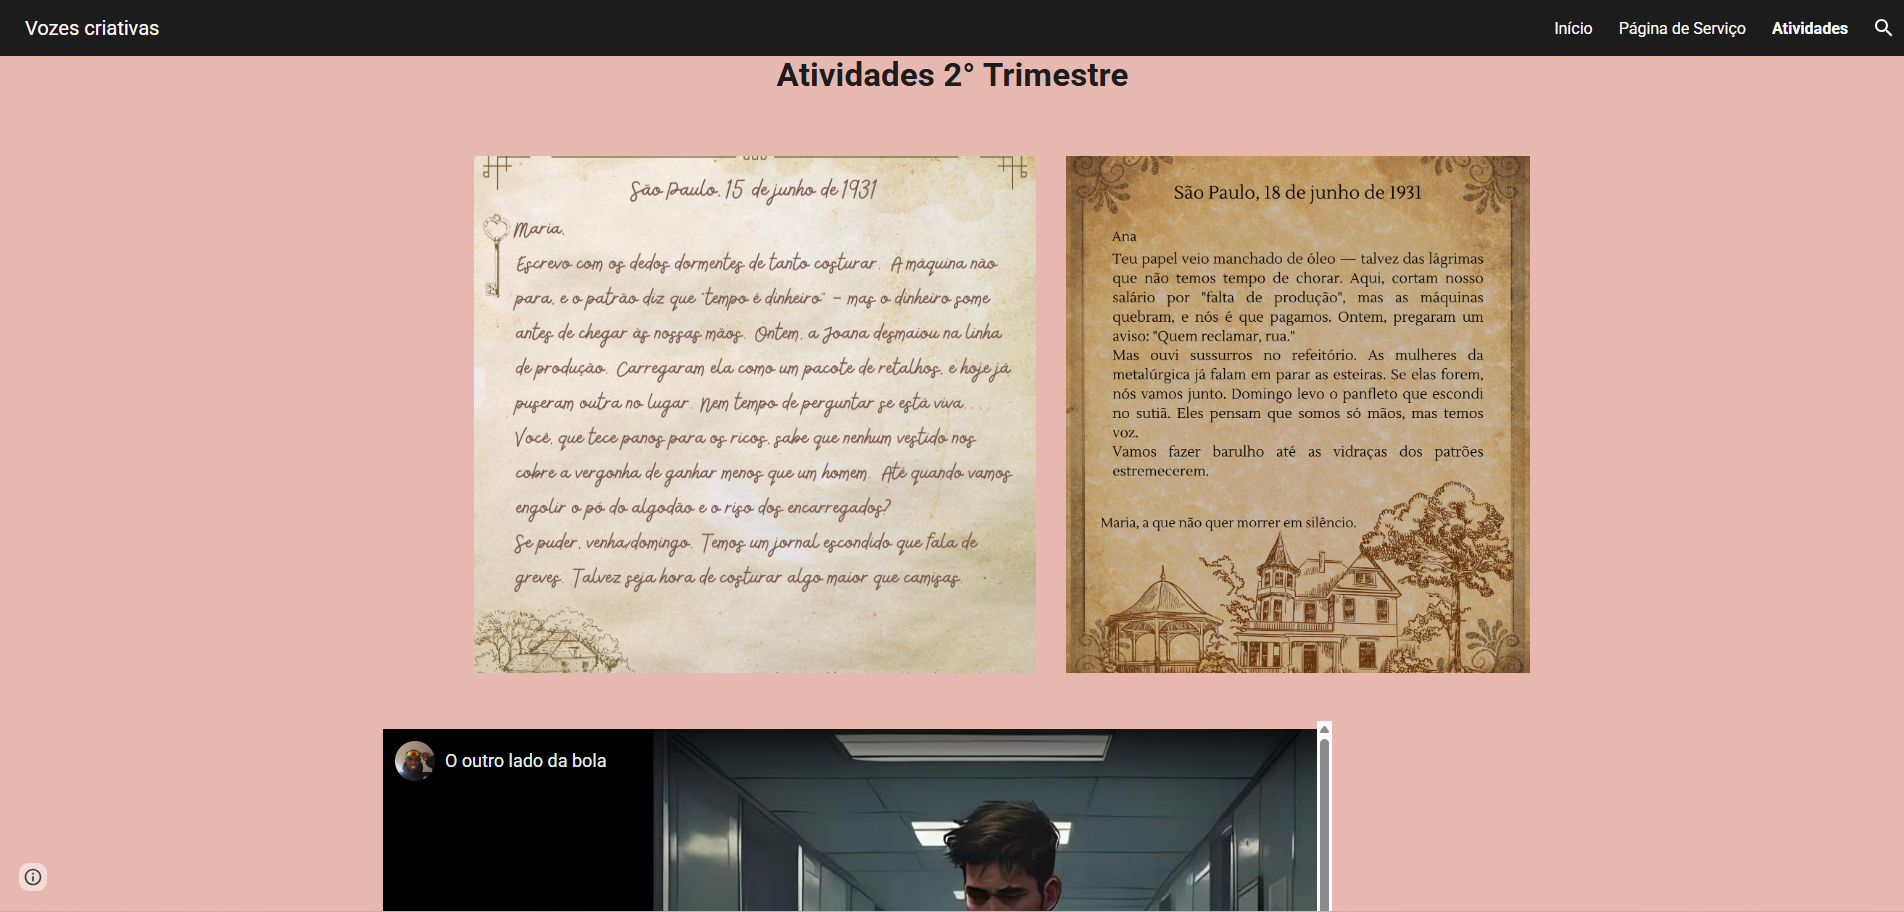 Vozes criativas
Início
Página de Serviço
Atividades
Atividades 2° Trimestre
São Paulo, 15 de junho de 1931
Maria,
Escrevo com os dedos dormentes de tanto costurar. A máquina não
para, e o patrão diz que "tempo é dinheiro" – mas o dinheiro some
antes de chegar às nossas mãos. Ontem, a Joana desmaiou na linha
de produção. Carregaram ela como um pacote de retalhos, e hoje já
puseram outra no lugar. Nem tempo de perguntar se está viva...
Você, que tece panos para os ricos, sabe que nenhum vestido nos
cobre a vergonha de ganhar menos que um homem. Até quando vamos
engolir o pó do algodão e o riso dos encarregados?
Se puder, venha domingo. Temos um jornal escondido que fala de
greves. Talvez seja hora de costurar algo maior que camisas.
São Paulo, 18 de junho de 1931
Ana
Teu papel veio manchado de óleo — talvez das lágrimas
que não temos tempo de chorar. Aqui, cortam nosso
salário por "falta de produção", mas as máquinas
quebram, e nós é que pagamos. Ontem, pregaram um
aviso: "Quem reclamar, rua."
Mas ouvi sussurros no refeitório. As mulheres da
metalúrgica já falam em parar as esteiras. Se elas forem,
nós vamos junto. Domingo levo o panfleto que escondi
no sutiã. Eles pensam que somos só mãos, mas temos
voz.
Vamos fazer barulho até as vidraças dos patrões
estremecerem.
Maria, a que não quer morrer em silêncio.
O outro lado da bola